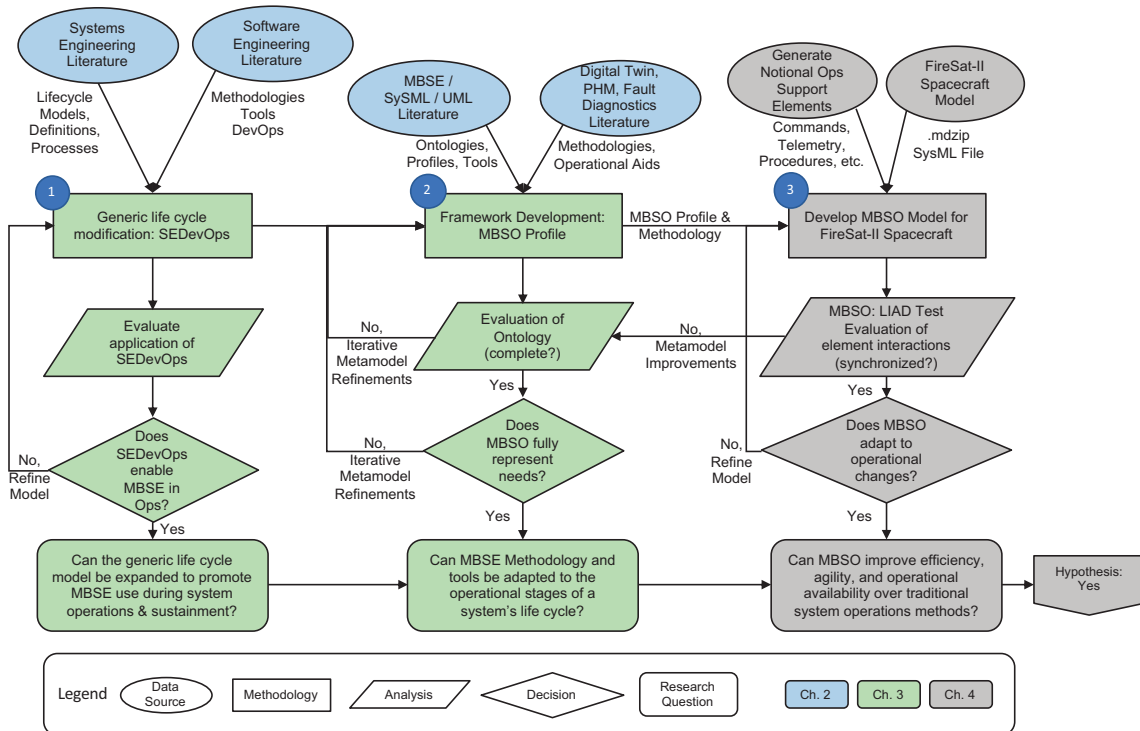 Systems
Engineering
Literature
Software
Engineering
Literature
Lifecycle
Models,
Definitions,
Processes
Methodologies
Tools
DevOps
1
Generic life cycle
modification: SEDevOps
Evaluate
application of
SEDevOps
Does
SEDevOps
enable
MBSE in
Ops?
No,
Refine
Model
Yes
Can the generic life cycle
model be expanded to promote
MBSE use during system
operations & sustainment?
MBSE /
SySML / UML
Literature
Digital Twin,
PHM, Fault
Diagnostics
Literature
Ontologies,
Profiles, Tools
Methodologies,
Operational Aids
2
Framework Development:
MBSO Profile
MBSO Profile &
Methodology
Evaluation of
Ontology
(complete?)
No,
Iterative
Metamodel
Refinements
Yes
Does
MBSO fully
represent
needs?
No,
Iterative
Metamodel
Refinements
Yes
Can MBSE Methodology and
tools be adapted to the
operational stages of a
system's life cycle?
Generate
Notional Ops
Support
Elements
FireSat-II
Spacecraft
Model
Commands,
Telemetry,
Procedures, etc.
.mdzip
SysML File
3
Develop MBSO Model for
FireSat-II Spacecraft
MBSO: LIAD Test
Evaluation of
element interactions
(synchronized?)
No,
Metamodel
Improvements
Yes
Does MBSO
adapt to
operational
changes?
No,
Refine
Model
Yes
Can MBSO improve efficiency,
agility, and operational
availability over traditional
system operations methods?
Hypothesis:
Yes
Legend
Data
Source
Methodology
Analysis
Decision
Research
Question
Ch. 2
Ch. 3
Ch. 4